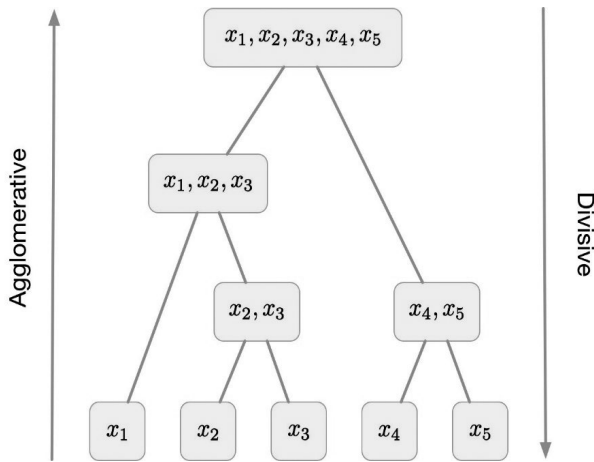 x₁, x₂, x₃, x₄, x₅
Agglomerative
x₁, x₂, x₃
Divisive
x₂, x₃
x₄, x₅
x₁
x₂
x₃
x₄
x₅